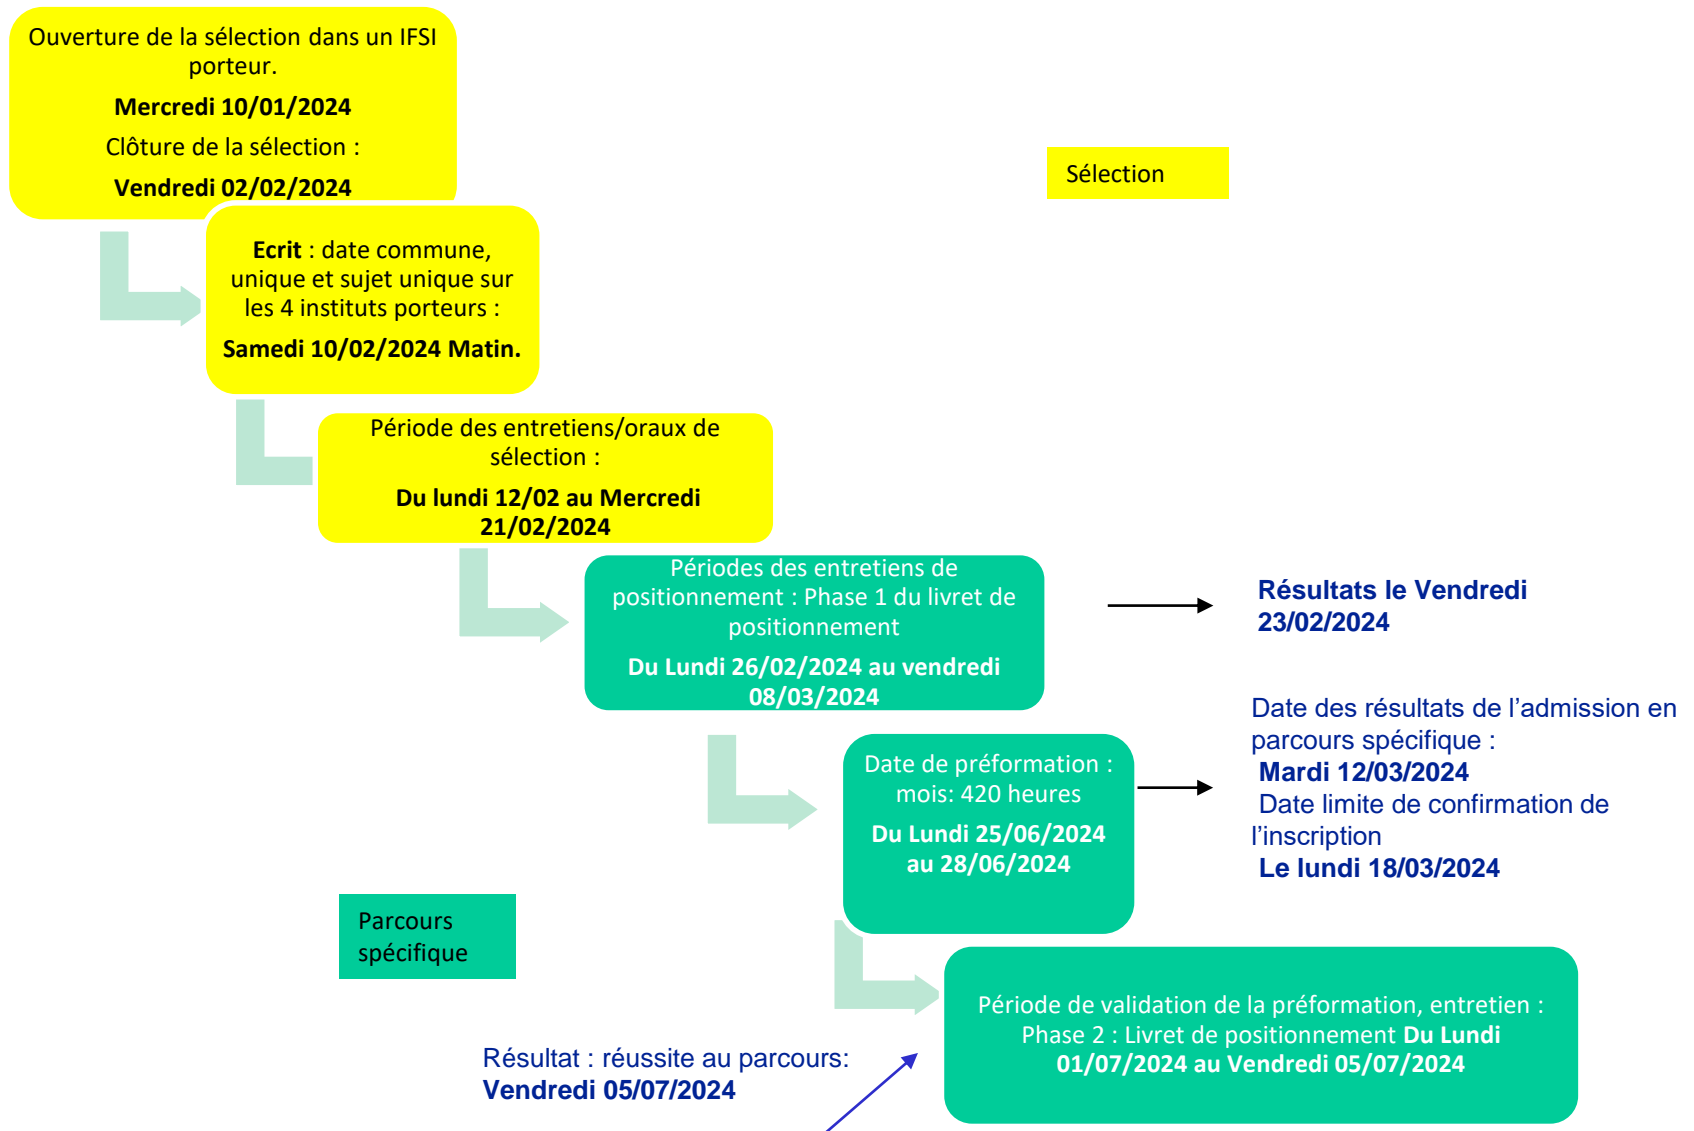 Ouverture de la sélection dans un IFSI
porteur.
Mercredi 10/01/2024
Clôture de la sélection :
Vendredi 02/02/2024
Sélection
Ecrit : date commune,
unique et sujet unique sur
les 4 instituts porteurs :
Samedi 10/02/2024 Matin.
Période des entretiens/oraux de
sélection :
Du lundi 12/02 au Mercredi
21/02/2024
Périodes des entretiens de
positionnement : Phase 1 du livret de
positionnement
Du Lundi 26/02/2024 au vendredi
08/03/2024
Résultats le Vendredi
23/02/2024
Date de préformation :
mois: 420 heures
Du Lundi 25/06/2024
au 28/06/2024
Date des résultats de l’admission en
parcours spécifique :
Mardi 12/03/2024
Date limite de confirmation de
l’inscription
Le lundi 18/03/2024
Parcours
spécifique
Période de validation de la préformation, entretien :
Phase 2 : Livret de positionnement Du Lundi
01/07/2024 au Vendredi 05/07/2024
Résultat : réussite au parcours:
Vendredi 05/07/2024